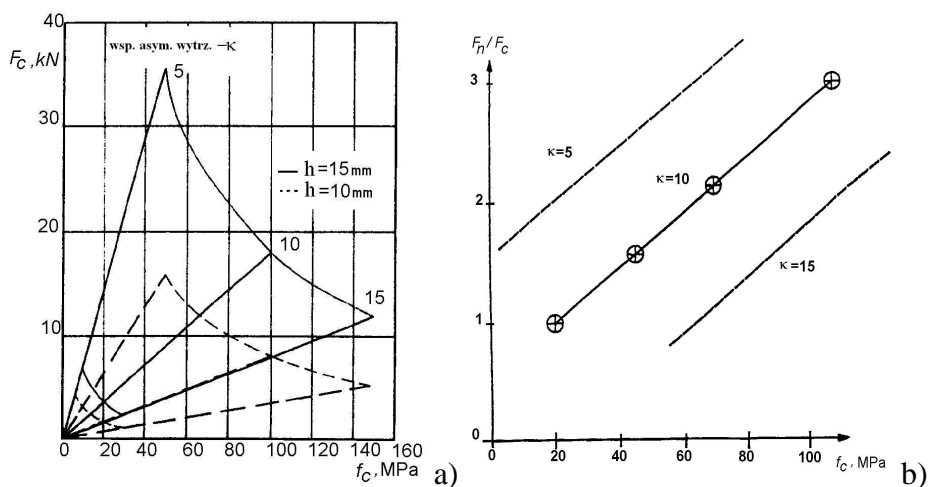 40
F_c, kN
wsp. asym. wytrz. –κ
5
30
h=15mm
h=10mm
20
10
15
10
0 20 40 60 80 100 120 140 160
f_c, MPa
a)
F_n/F_c
3
κ=5
κ=10
2
κ=15
1
0
20 40 60 80 100
f_c, MPa
b)